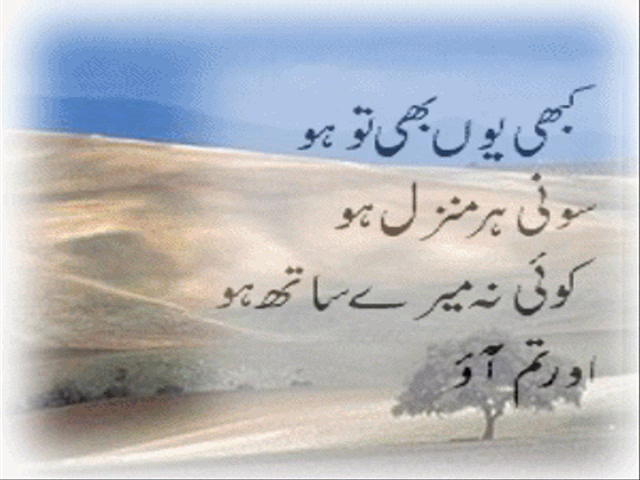 کبھی یوں بھی تو ہو
سونی ہر منزل ہو
کوئی نہ میرے ساتھ ہو
اور تم آؤ